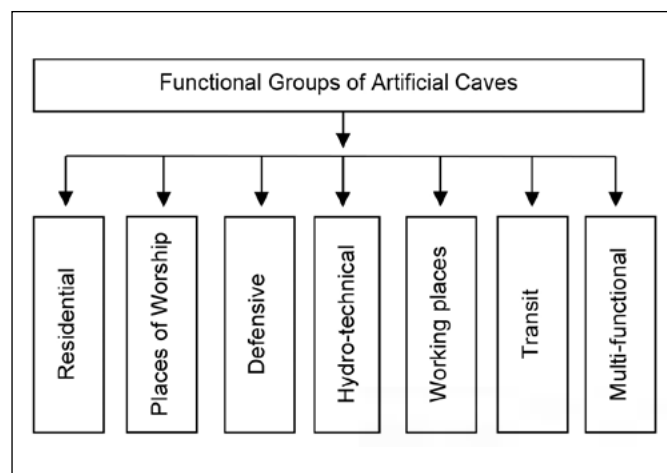 Functional Groups of Artificial Caves
Residential
Places of Worship
Defensive
Hydro-technical
Working places
Transit
Multi-functional